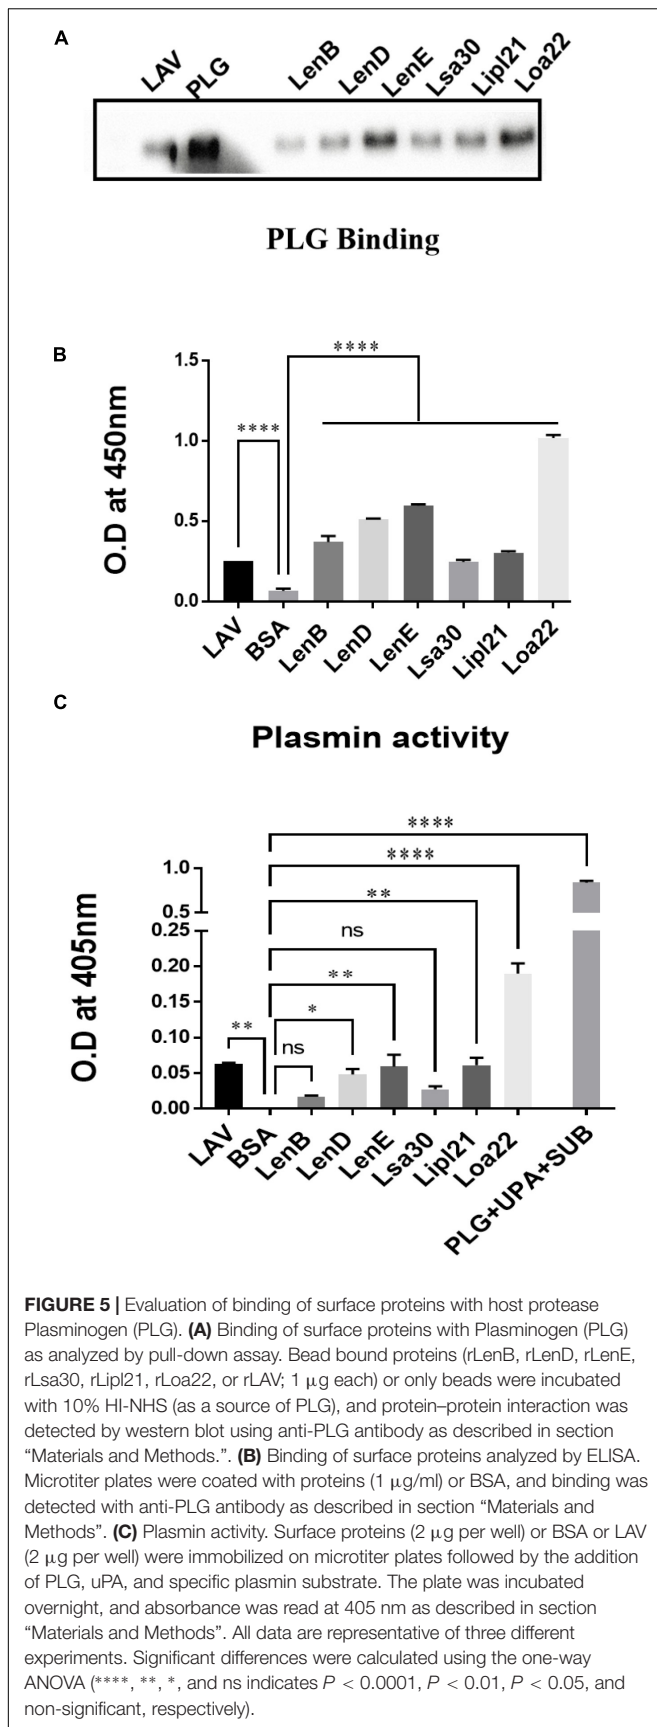 A
LAV PLG LenB LenD LenE Lsa30 Lipl21 Loa22
PLG Binding
B
O.D at 450nm
1.5
1.0
0.5
0.0
****
****
LAV BSA LenB LenD LenE Lsa30 Lipl21 Loa22
C
Plasmin activity
O.D at 405nm
1.0
0.5
0.25
0.20
0.15
0.10
0.05
0.00
****
****
**
ns
**
*
**
ns
LAV BSA LenB LenD LenE Lsa30 Lipl21 Loa22 PLG+UPA+SUB
FIGURE 5 | Evaluation of binding of surface proteins with host protease
Plasminogen (PLG). (A) Binding of surface proteins with Plasminogen (PLG)
as analyzed by pull-down assay. Bead bound proteins (rLenB, rLenD, rLenE,
rLsa30, rLipl21, rLoa22, or rLAV; 1 μg each) or only beads were incubated
with 10% HI-NHS (as a source of PLG), and protein–protein interaction was
detected by western blot using anti-PLG antibody as described in section
“Materials and Methods.”. (B) Binding of surface proteins analyzed by ELISA.
Microtiter plates were coated with proteins (1 μg/ml) or BSA, and binding was
detected with anti-PLG antibody as described in section “Materials and
Methods”. (C) Plasmin activity. Surface proteins (2 μg per well) or BSA or LAV
(2 μg per well) were immobilized on microtiter plates followed by the addition
of PLG, uPA, and specific plasmin substrate. The plate was incubated
overnight, and absorbance was read at 405 nm as described in section
“Materials and Methods”. All data are representative of three different
experiments. Significant differences were calculated using the one-way
ANOVA (****, **, *, and ns indicates P < 0.0001, P < 0.01, P < 0.05, and
non-significant, respectively).